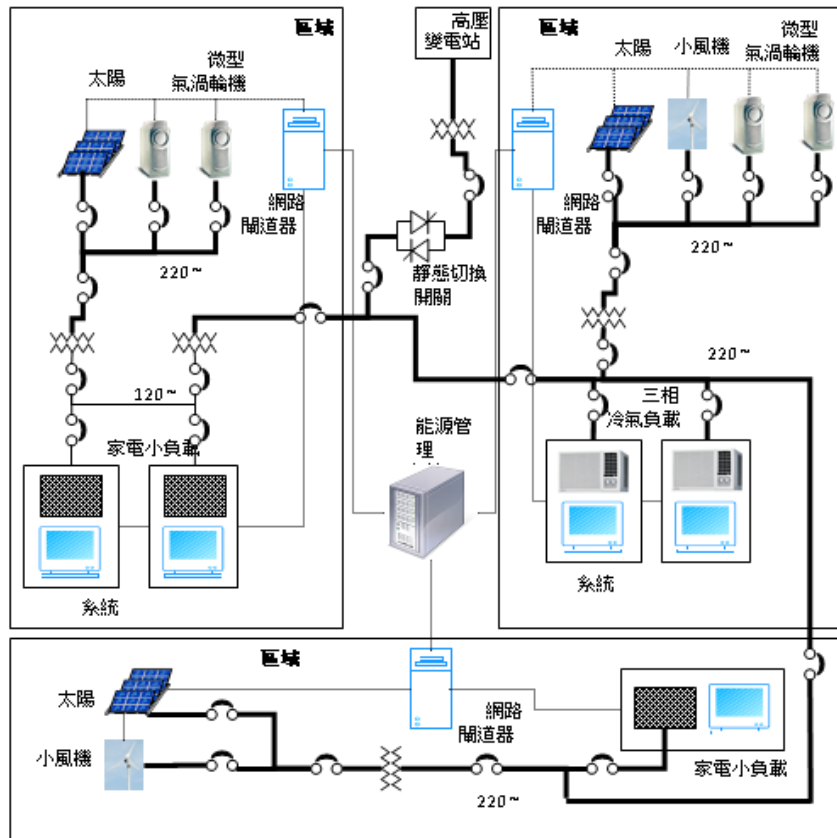 區域
太陽
微型
氣渦輪機
網路
閘道器
220~
120~
家電小負載
系統
高壓
變電站
靜態切換
開關
能源管
理
區域
太陽
小風機
微型
氣渦輪機
網路
閘道器
220~
220~
三相
冷氣負載
系統
區域
太陽
小風機
網路
閘道器
220~
家電小負載